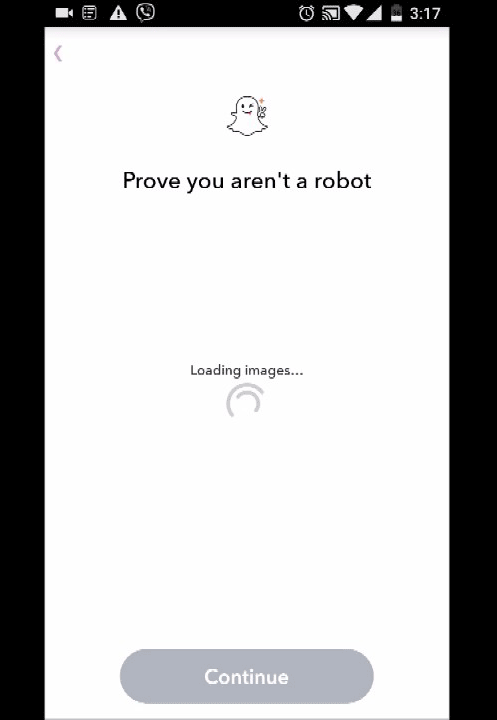 3:17
Prove you aren't a robot
Loading images...
Continue